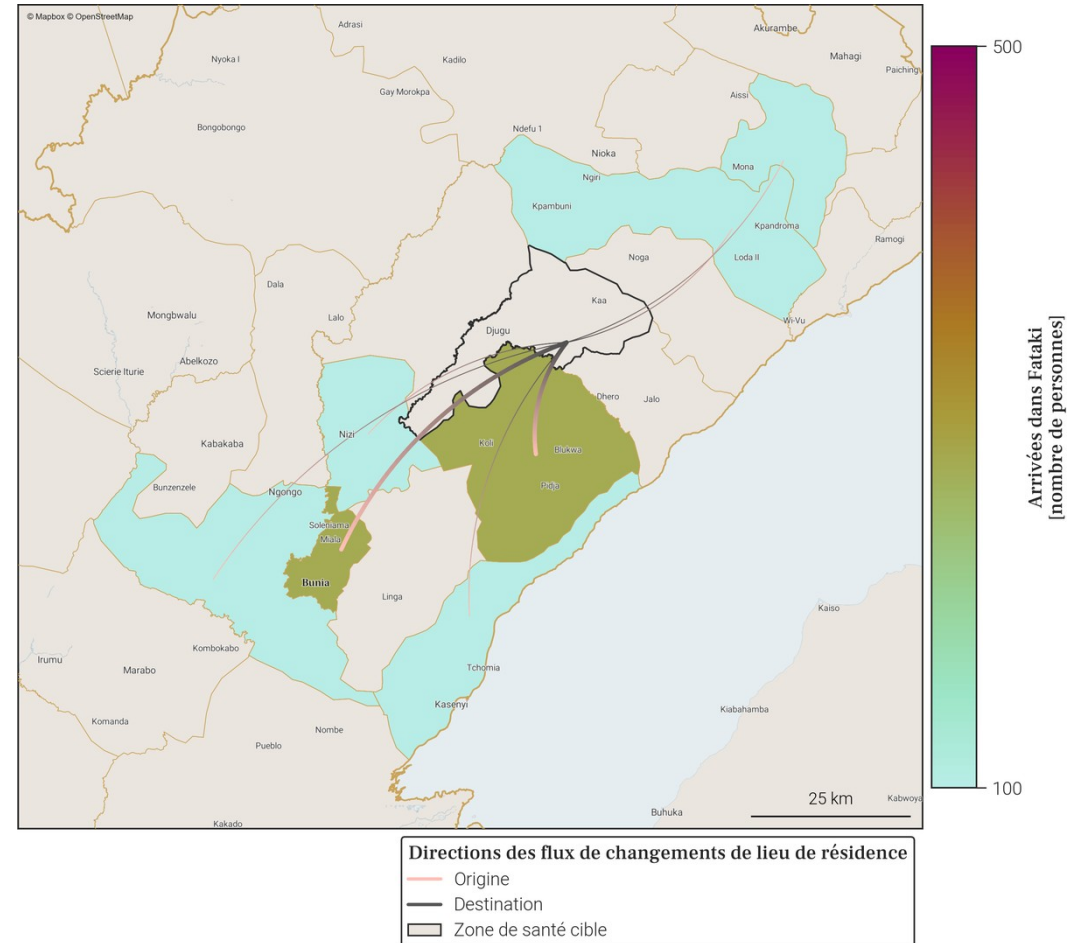 © Mapbox © OpenStreetMap
Adrasi
Akurambe
Nyoka I
Kadilo
Mahagi
Paiching
Gay Morokpa
Aissi
Bongobongo
Ndefu 1
Nioka
Mona
Ngiri
Kpambuni
Kpandroma
Ramogi
Noga
Loda II
Dala
Kaa
Mongbwalu
Lalo
Wi-Vu
Djugu
Abelkozo
Scierie Iturie
Dhero
Jalo
Nizi
Koli
Kabakaba
Blukwa
Bunzenzele
Ngongo
Pidja
Soleniama
Miala
Bunia
Linga
Kaiso
Kombokabo
Irumu
Marabo
Tchomia
Kasenyi
Kiabahamba
Komanda
Nombe
Pueblo
25 km
Kabwoya
Buhuka
Kakado
500
Arrivées dans Fataki
[nombre de personnes]
100
Directions des flux de changements de lieu de résidence
Origine
Destination
Zone de santé cible